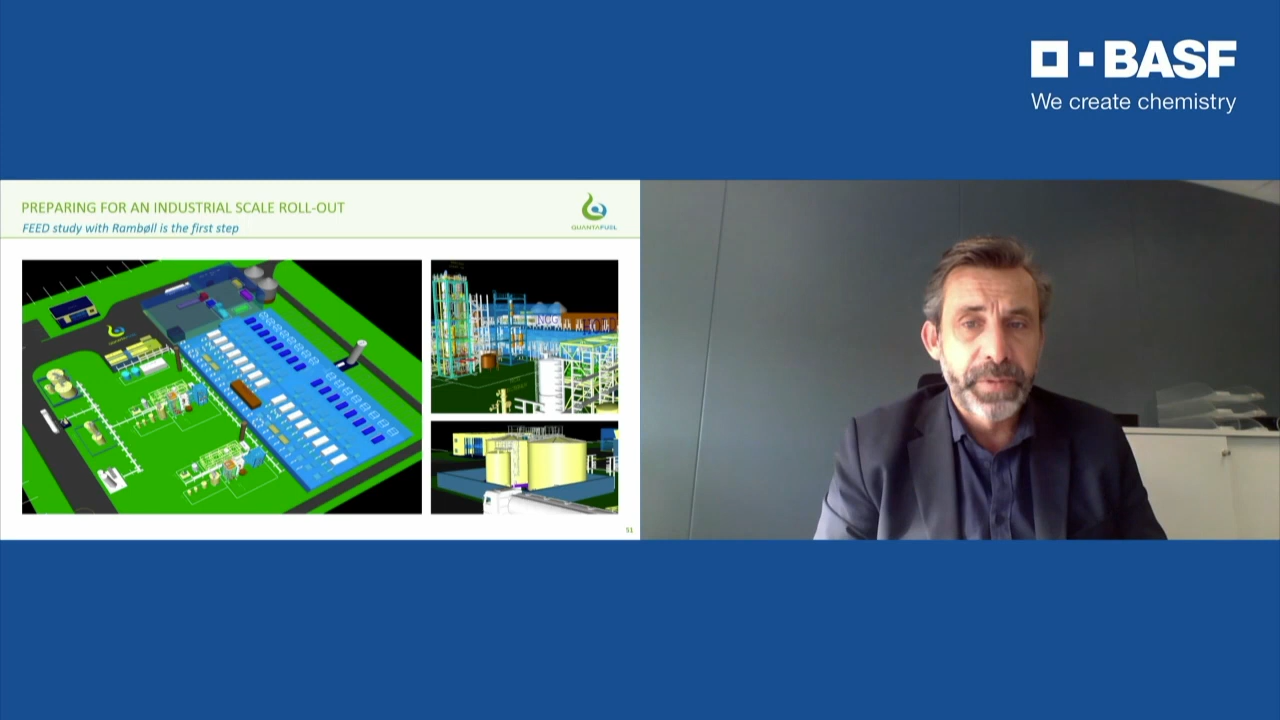 BASF
We create chemistry
PREPARING FOR AN INDUSTRIAL SCALE ROLL-OUT
FEED study with Rambøll is the first step
QUANTAFUEL
51